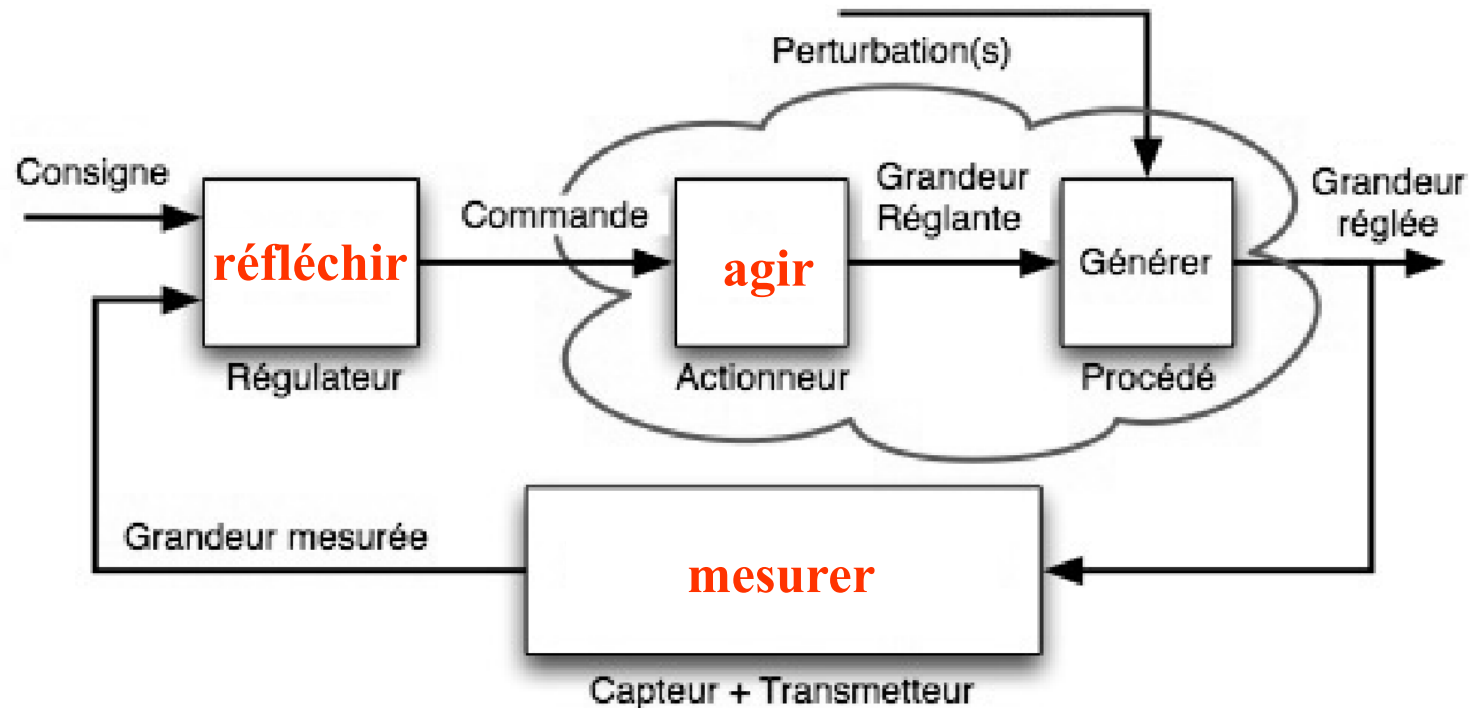 Perturbation(s)
Consigne
Commande
Grandeur
Réglante
Grandeur
réglée
réfléchir
agir
Générer
Régulateur
Actionneur
Procédé
Grandeur mesurée
mesurer
Capteur + Transmetteur